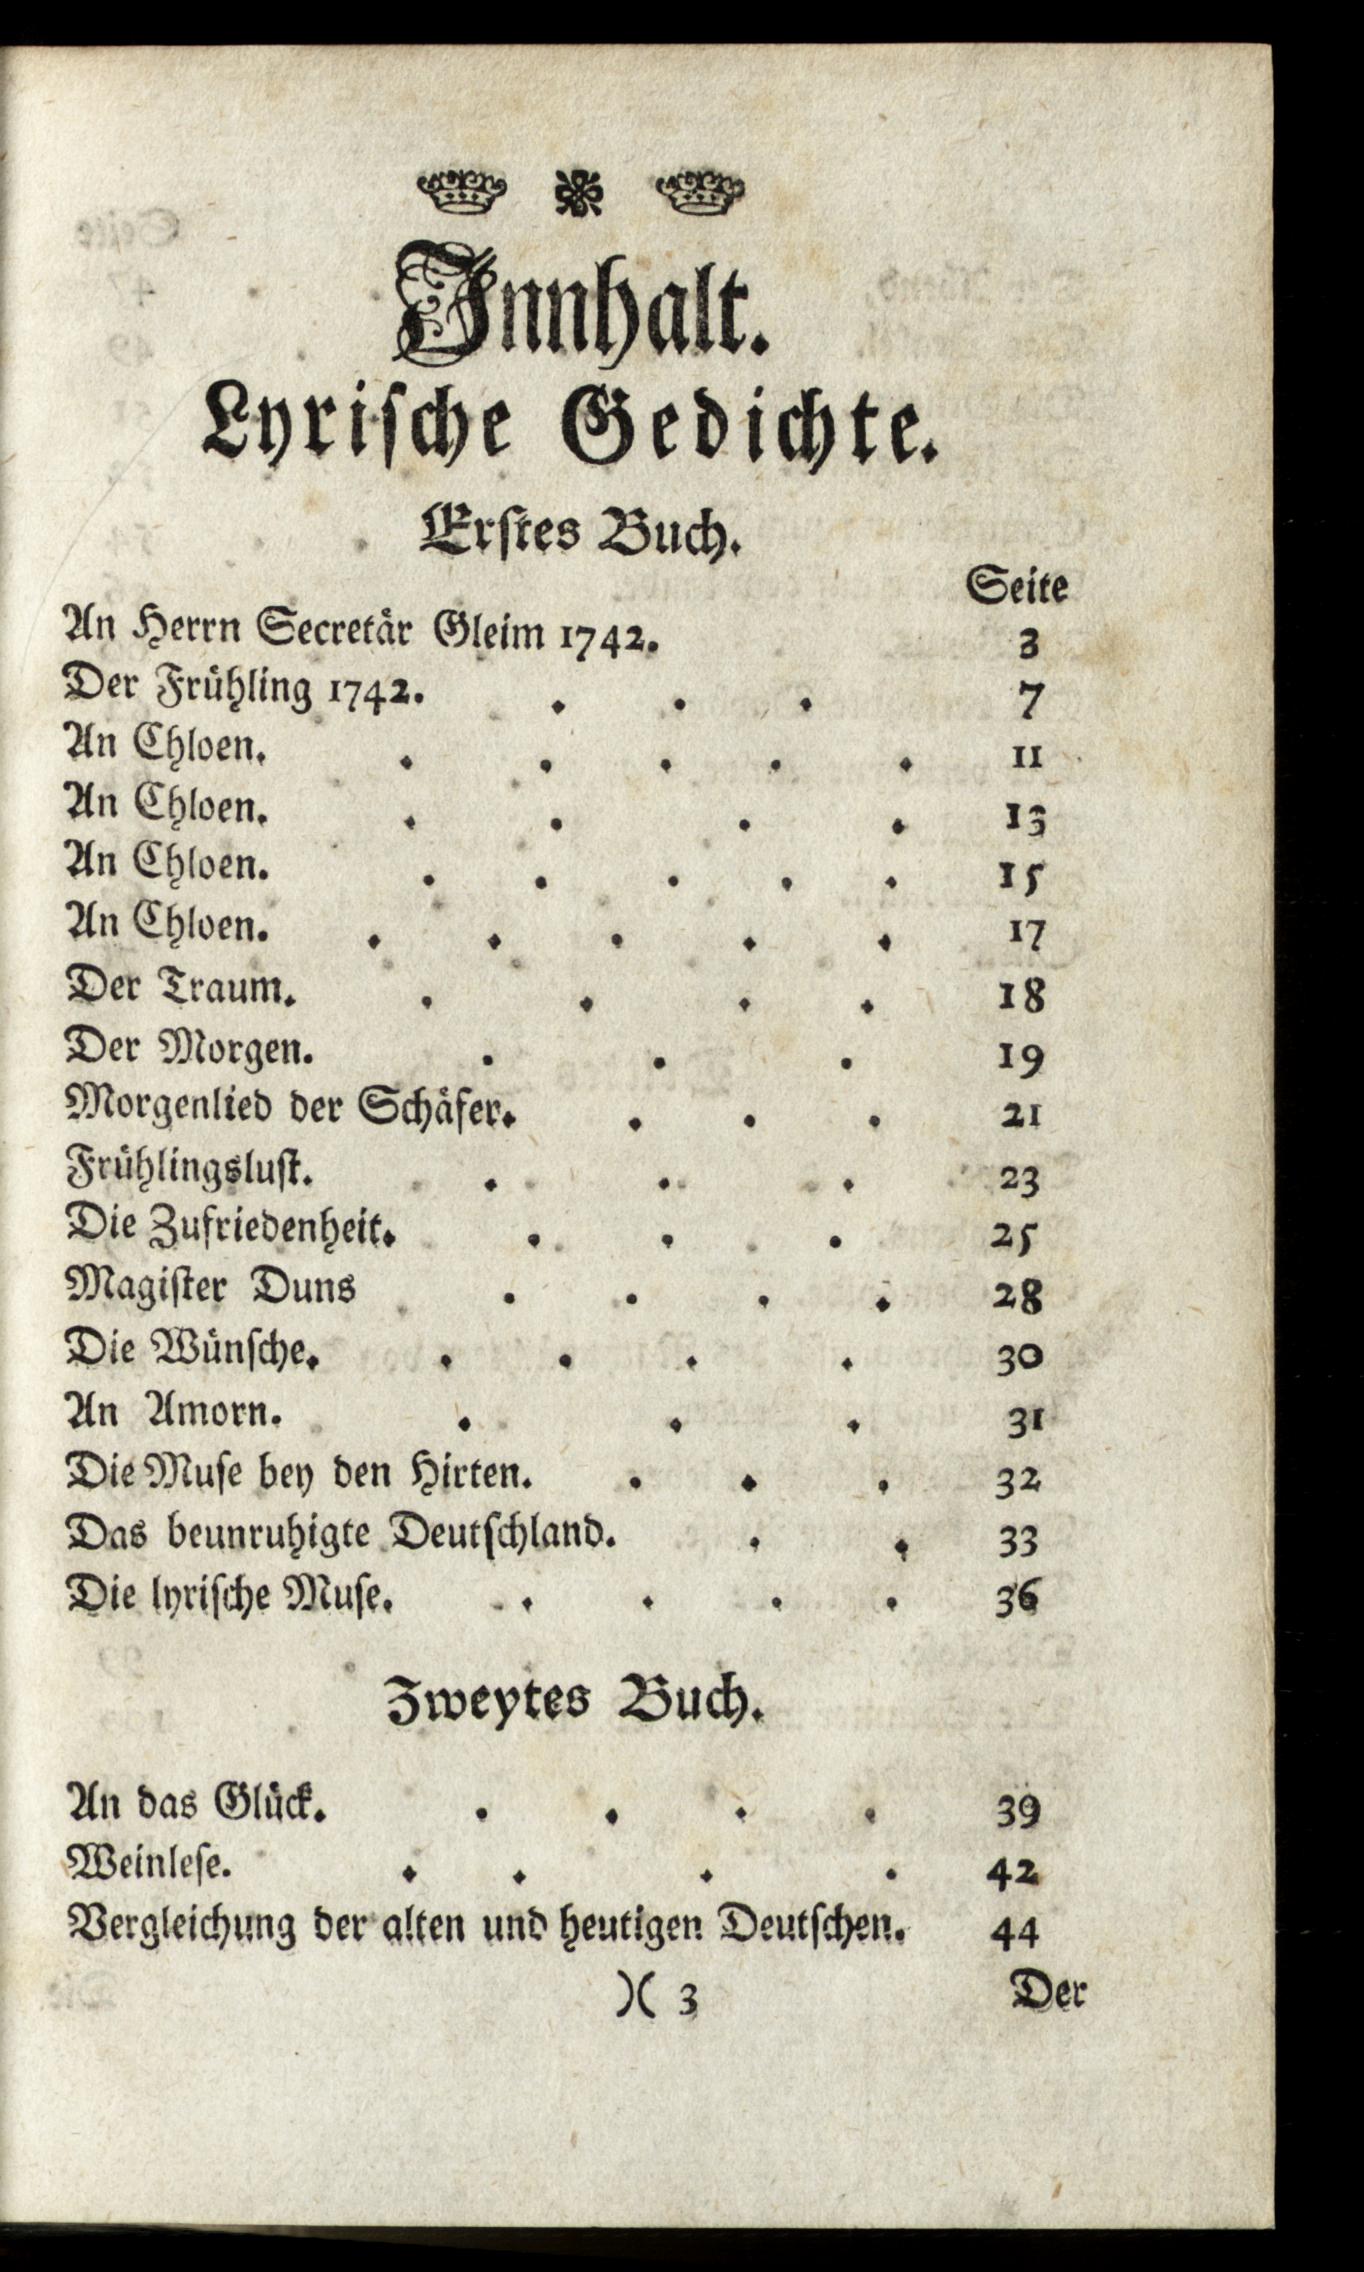 Innhalt.
Lyrische Gedichte.
Erstes Buch.
Seite
An Herrn Secretär Gleim 1742. 3
Der Frühling 1742. . . . 7
An Chloen. . . . . . 11
An Chloen. . . . . 13
An Chloen. . . . . . 15
An Chloen. . . . . . 17
Der Traum. . . . . 18
Der Morgen. . . . 19
Morgenlied der Schäfer. . . . 21
Frühlingslust. . . . 23
Die Zufriedenheit. . . . 25
Magister Duns . . . . 28
Die Wünsche. . . . . 30
An Amorn. . . . 31
Die Muse bey den Hirten. . . . 32
Das beunruhigte Deutschland. . . 33
Die lyrische Muse. . . . . 36
Zweytes Buch.
An das Glück. . . . . 39
Weinlese. . . . . 42
Vergleichung der alten und heutigen Deutschen. 44
)( 3 Der